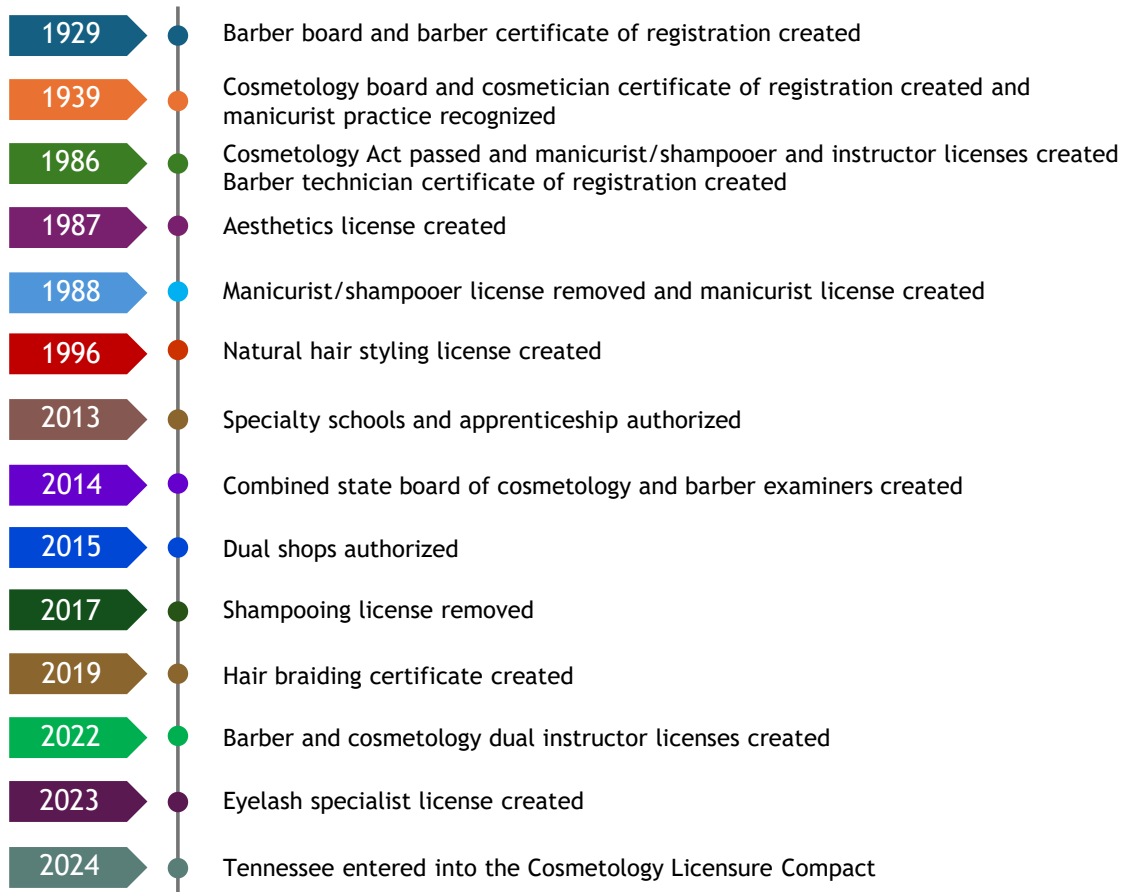 1929
Barber board and barber certificate of registration created
1939
Cosmetology board and cosmetician certificate of registration created and
manicurist practice recognized
1986
Cosmetology Act passed and manicurist/shampooer and instructor licenses created
Barber technician certificate of registration created
1987
Aesthetics license created
1988
Manicurist/shampooer license removed and manicurist license created
1996
Natural hair styling license created
2013
Specialty schools and apprenticeship authorized
2014
Combined state board of cosmetology and barber examiners created
2015
Dual shops authorized
2017
Shampooing license removed
2019
Hair braiding certificate created
2022
Barber and cosmetology dual instructor licenses created
2023
Eyelash specialist license created
2024
Tennessee entered into the Cosmetology Licensure Compact